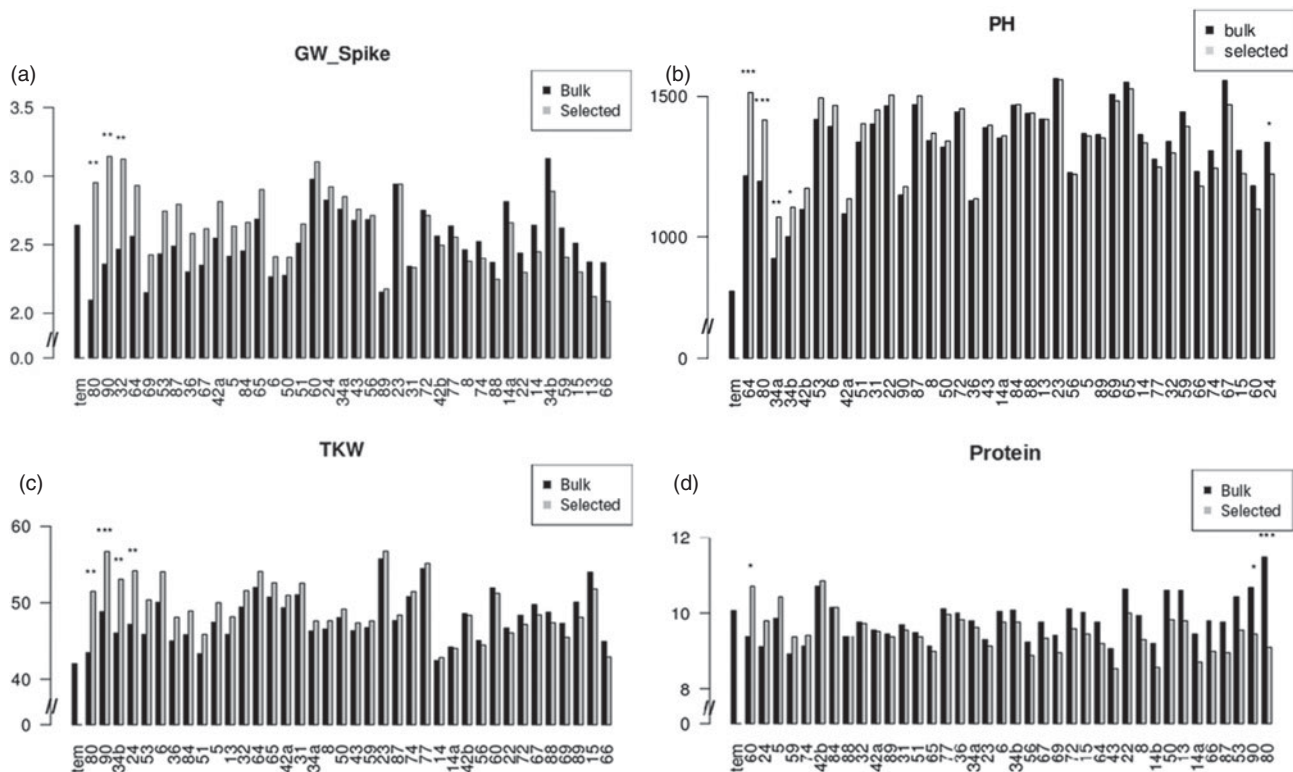 GW_Spike
(a)
Bulk
Selected
3.5
3.0
2.5
2.0
0.0
** ** **
tem 80 90 32 64 69 53 87 36 67 42a 5 84 65 6 50 51 60 24 34a 43 56 89 23 31 72 42b 77 8 74 88 14a 22 14 34b 59 15 13 66
PH
(b)
bulk
selected
1500
1000
0
*** *** ** * *
tem 64 80 34a 34b 42b 53 6 42a 51 31 22 90 87 8 50 72 36 43 14a 84 88 13 23 56 5 89 69 65 14 77 32 59 66 74 67 15 60 24
TKW
(c)
Bulk
Selected
60
50
40
0
** *** ** **
tem 80 90 34b 24 53 6 36 84 51 5 13 32 64 65 42a 31 34a 8 50 43 59 23 87 74 77 14 14a 42b 56 60 22 72 67 88 69 89 15 66
Protein
(d)
Bulk
Selected
12
10
8
0
* * ***
tem 60 24 5 59 74 42b 84 88 32 42a 89 31 51 65 77 36 34a 23 6 34b 56 67 69 72 15 64 43 22 8 14b 50 13 14a 66 87 53 90 80